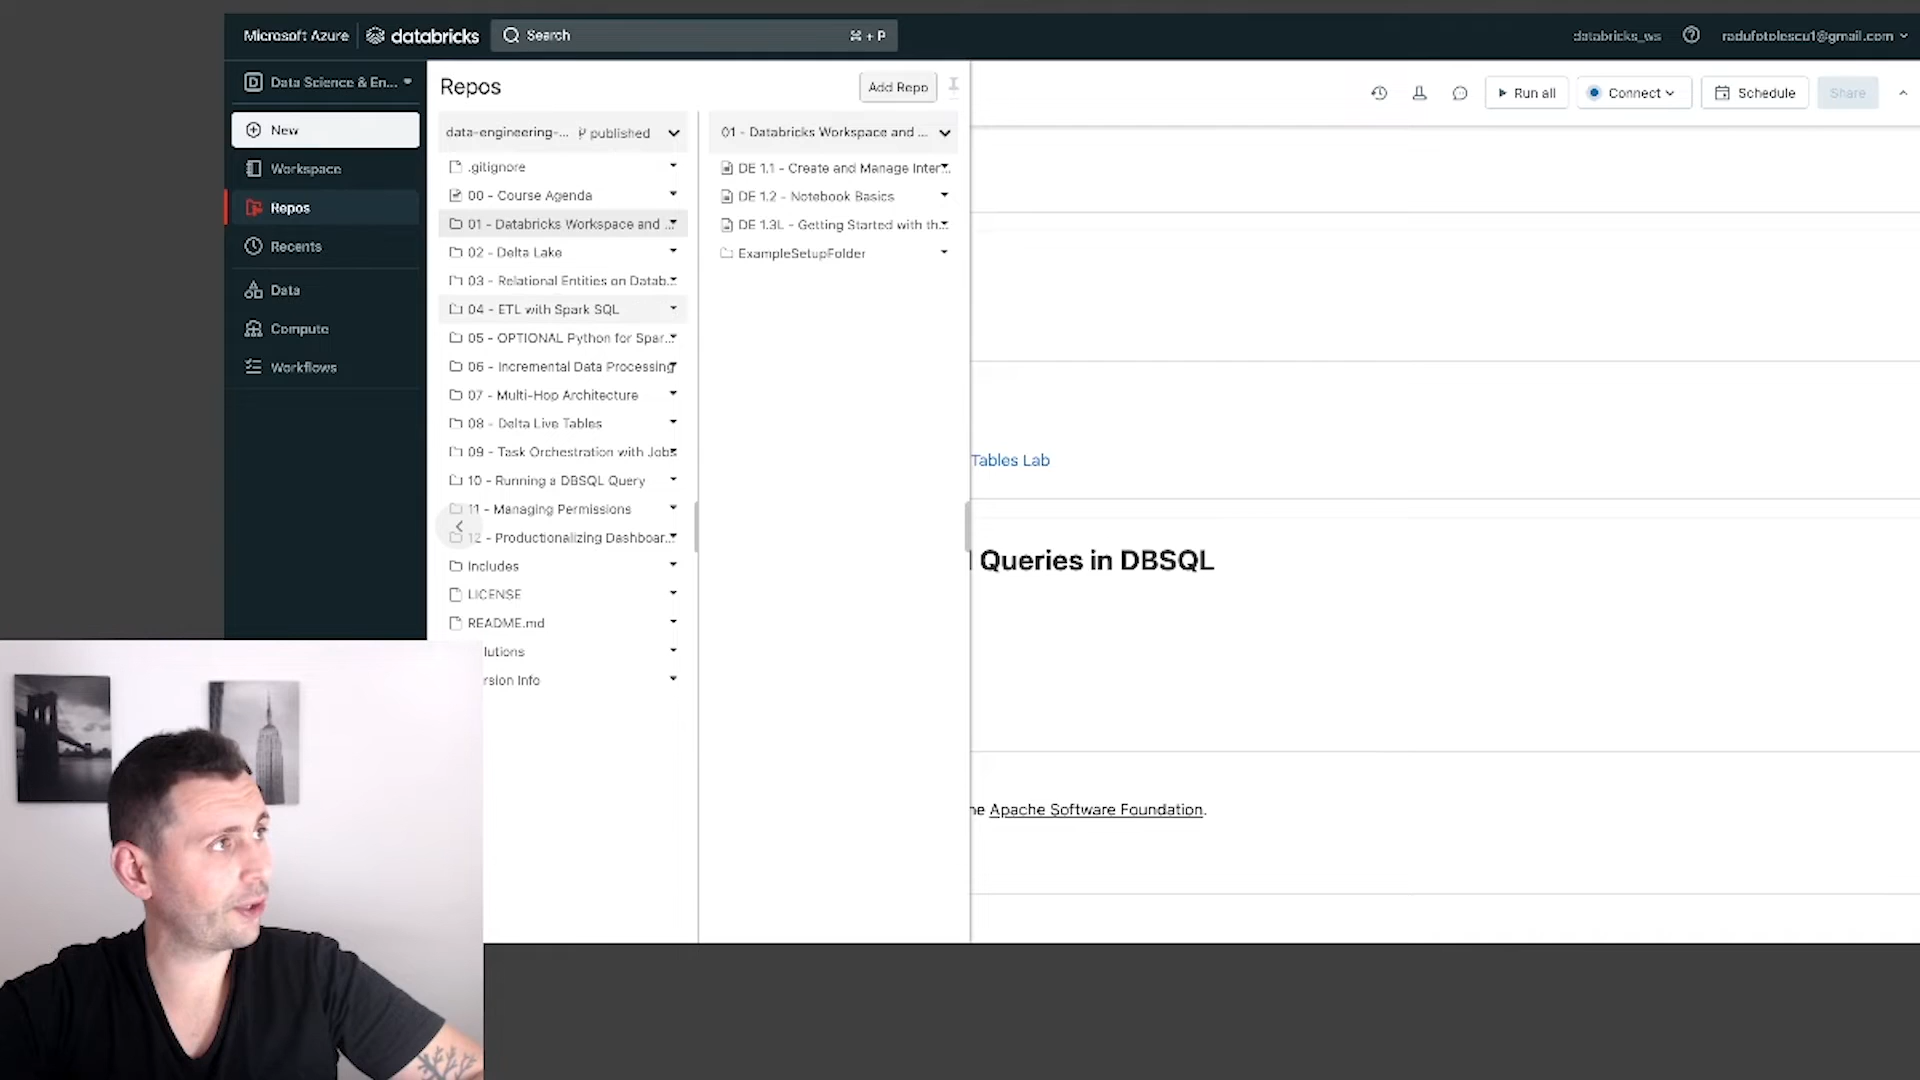 Microsoft Azure databricks Search ⌘ + P databricks_ws radufotolescu1@gmail.com
Data Science & En...
New
Workspace
Repos
Recents
Data
Compute
Workflows
Repos Add Repo
data-engineering-... published
.gitignore
00 - Course Agenda
01 - Databricks Workspace and ...
02 - Delta Lake
03 - Relational Entities on Datab...
04 - ETL with Spark SQL
05 - OPTIONAL Python for Spar...
06 - Incremental Data Processing
07 - Multi-Hop Architecture
08 - Delta Live Tables
09 - Task Orchestration with Jobs
10 - Running a DBSQL Query
11 - Managing Permissions
12 - Productionalizing Dashboar...
Includes
LICENSE
README.md
lutions
rsion Info
01 - Databricks Workspace and ...
DE 1.1 - Create and Manage Inter...
DE 1.2 - Notebook Basics
DE 1.3L - Getting Started with th...
ExampleSetupFolder
Run all Connect Schedule Share
Tables Lab
Queries in DBSQL
he Apache Software Foundation.